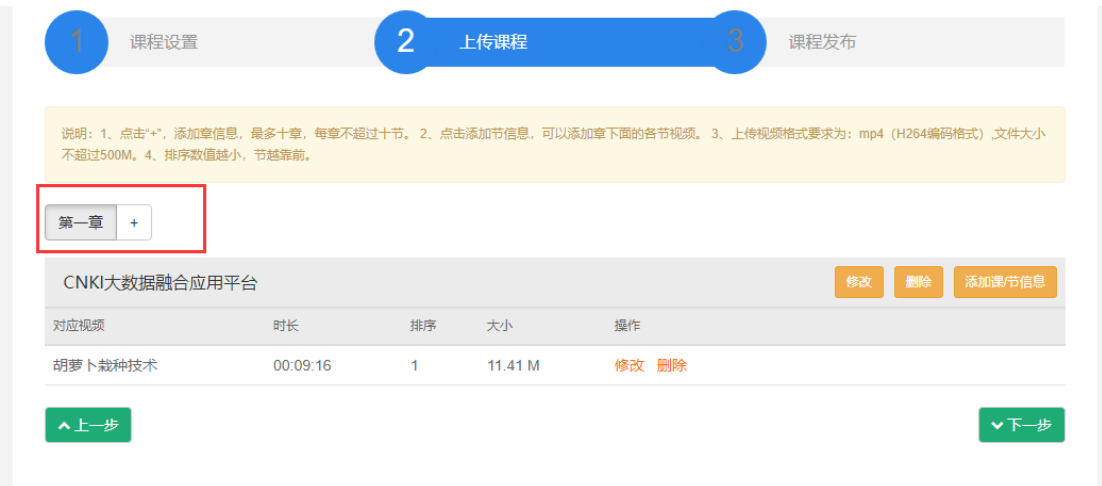 1 课程设置 2 上传课程 3 课程发布
说明：1、点击“+”，添加章信息，最多十章，每章不超过十节。 2、点击添加节信息，可以添加章下面的各节视频。 3、上传视频格式要求为：mp4（H264编码格式）,文件大小
不超过500M。4、排序数值越小，节越靠前。
第一章 +
CNKI大数据融合应用平台 修改 删除 添加课/节信息
对应视频 时长 排序 大小 操作
胡萝卜栽种技术 00:09:16 1 11.41 M 修改 删除
上一步 下一步